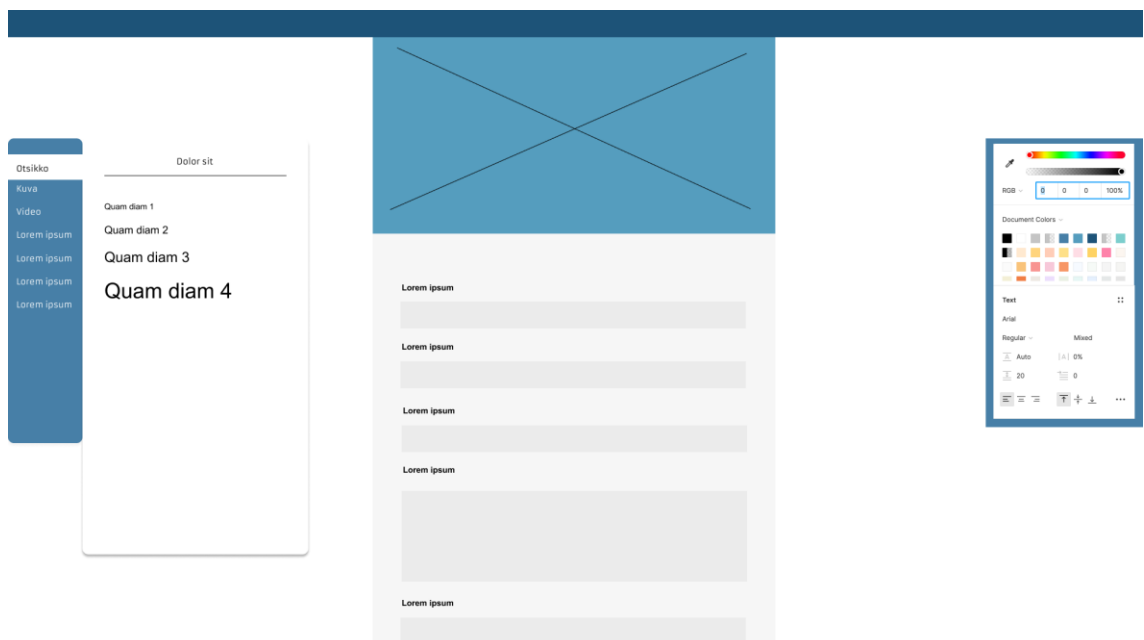 Otsikko
Kuva
Video
Lorem ipsum
Lorem ipsum
Lorem ipsum
Lorem ipsum
Dolor sit
Quam diam 1
Quam diam 2
Quam diam 3
Quam diam 4
Lorem ipsum
Lorem ipsum
Lorem ipsum
Lorem ipsum
Lorem ipsum
RGB 0 0 0 100%
Document Colors
Text
Arial
Regular Mixed
A Auto |A| 0%
20 0